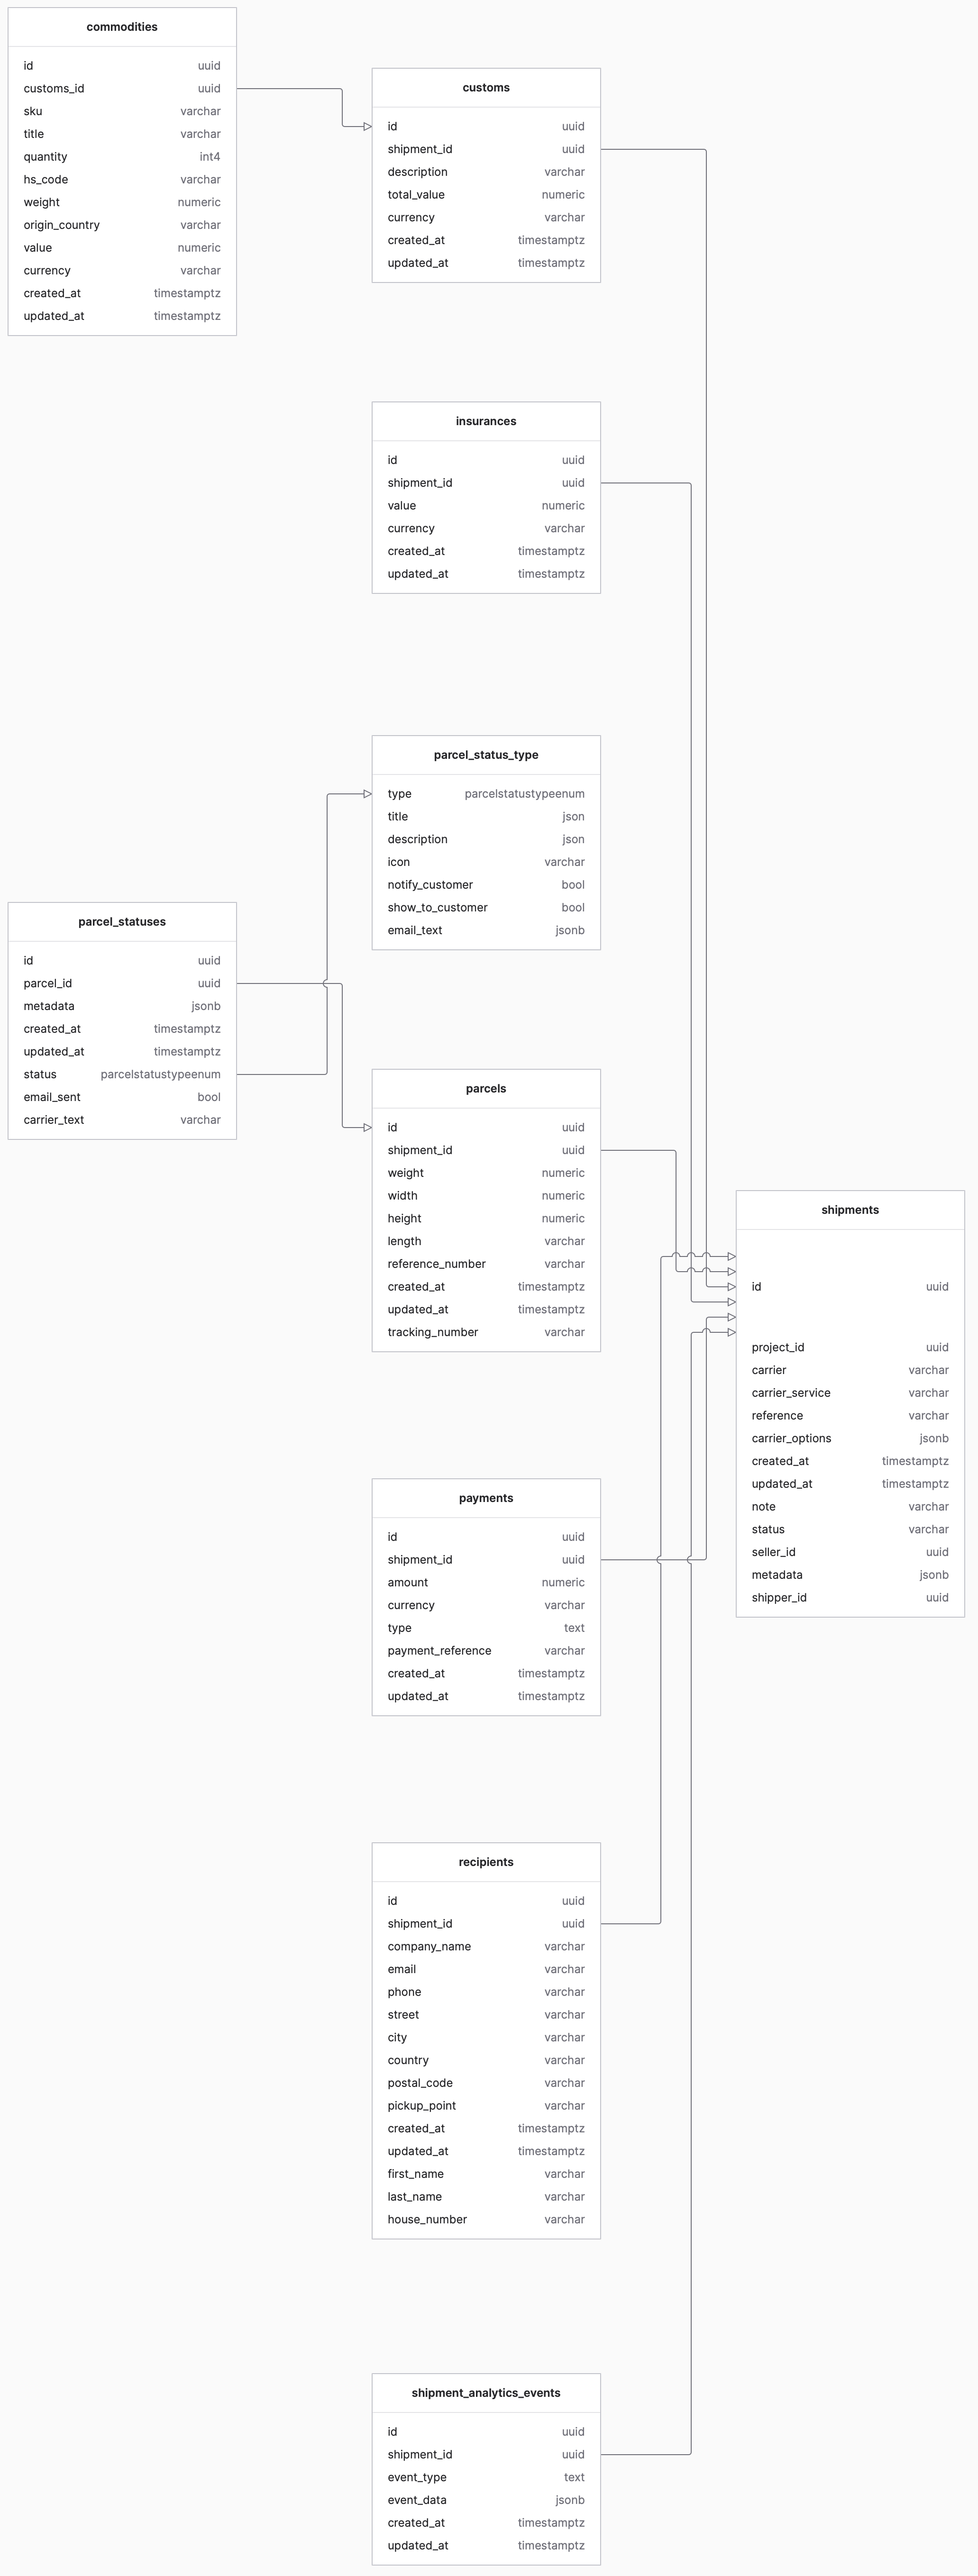 commodities
id uuid
customs_id uuid
sku varchar
title varchar
quantity int4
hs_code varchar
weight numeric
origin_country varchar
value numeric
currency varchar
created_at timestamptz
updated_at timestamptz
customs
id uuid
shipment_id uuid
description varchar
total_value numeric
currency varchar
created_at timestamptz
updated_at timestamptz
insurances
id uuid
shipment_id uuid
value numeric
currency varchar
created_at timestamptz
updated_at timestamptz
parcel_status_type
type parcelstatustypeenum
title json
description json
icon varchar
notify_customer bool
show_to_customer bool
email_text jsonb
parcel_statuses
id uuid
parcel_id uuid
metadata jsonb
created_at timestamptz
updated_at timestamptz
status parcelstatustypeenum
email_sent bool
carrier_text varchar
parcels
id uuid
shipment_id uuid
weight numeric
width numeric
height numeric
length varchar
reference_number varchar
created_at timestamptz
updated_at timestamptz
tracking_number varchar
shipments
id uuid
project_id uuid
carrier varchar
carrier_service varchar
reference varchar
carrier_options jsonb
created_at timestamptz
updated_at timestamptz
note varchar
status varchar
seller_id uuid
metadata jsonb
shipper_id uuid
payments
id uuid
shipment_id uuid
amount numeric
currency varchar
type text
payment_reference varchar
created_at timestamptz
updated_at timestamptz
recipients
id uuid
shipment_id uuid
company_name varchar
email varchar
phone varchar
street varchar
city varchar
country varchar
postal_code varchar
pickup_point varchar
created_at timestamptz
updated_at timestamptz
first_name varchar
last_name varchar
house_number varchar
shipment_analytics_events
id uuid
shipment_id uuid
event_type text
event_data jsonb
created_at timestamptz
updated_at timestamptz